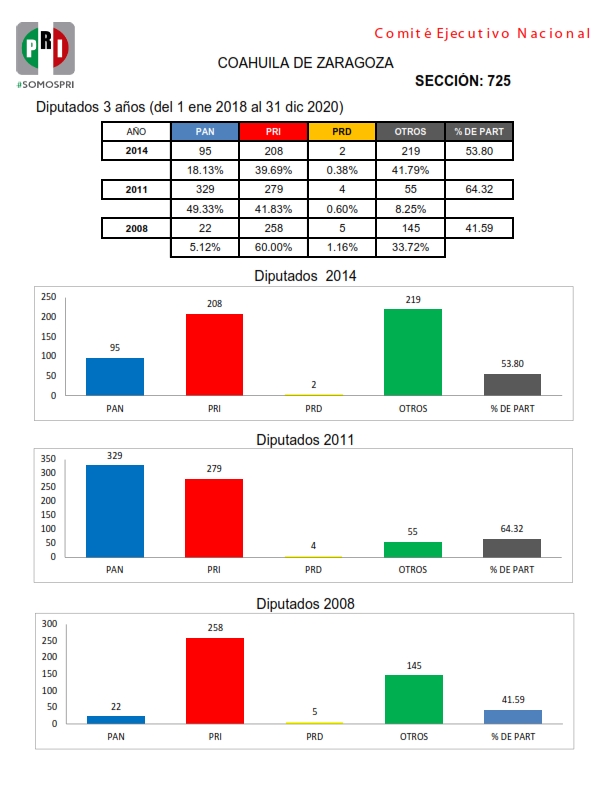 Comité Ejecutivo Nacional
PRI
#SOMOSPRI
COAHUILA DE ZARAGOZA
SECCIÓN: 725
Diputados 3 años (del 1 ene 2018 al 31 dic 2020)
AÑO PAN PRI PRD OTROS % DE PART
2014 95 208 2 219 53.80
18.13% 39.69% 0.38% 41.79%
2011 329 279 4 55 64.32
49.33% 41.83% 0.60% 8.25%
2008 22 258 5 145 41.59
5.12% 60.00% 1.16% 33.72%
Diputados 2014
250
200
150
100
50
0
95
208
2
219
53.80
PAN PRI PRD OTROS % DE PART
Diputados 2011
350
300
250
200
150
100
50
0
329
279
4
55
64.32
PAN PRI PRD OTROS % DE PART
Diputados 2008
300
250
200
150
100
50
0
22
258
5
145
41.59
PAN PRI PRD OTROS % DE PART